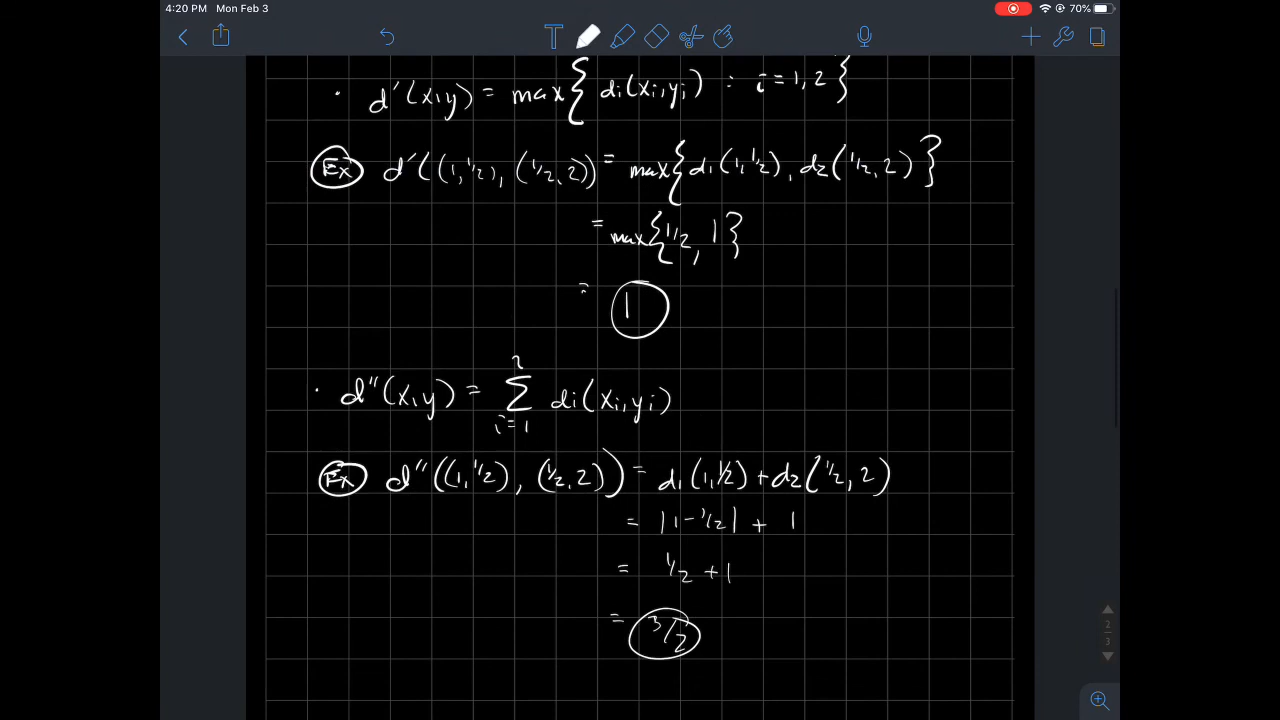 4:20 PM Mon Feb 3 70%
• d'(x,y) = max{ di(xi,yi) : i=1,2 }
Ex d'((1,1/2), (1/2,2)) = max{ d1(1,1/2), d2(1/2,2) }
= max{ 1/2, 1 }
= 1
• d''(x,y) = 2∑i=1 di(xi,yi)
Ex d''((1,1/2), (1/2,2)) = d1(1,1/2) + d2(1/2,2)
= |1-1/2| + 1
= 1/2 + 1
= 3/2
2
3